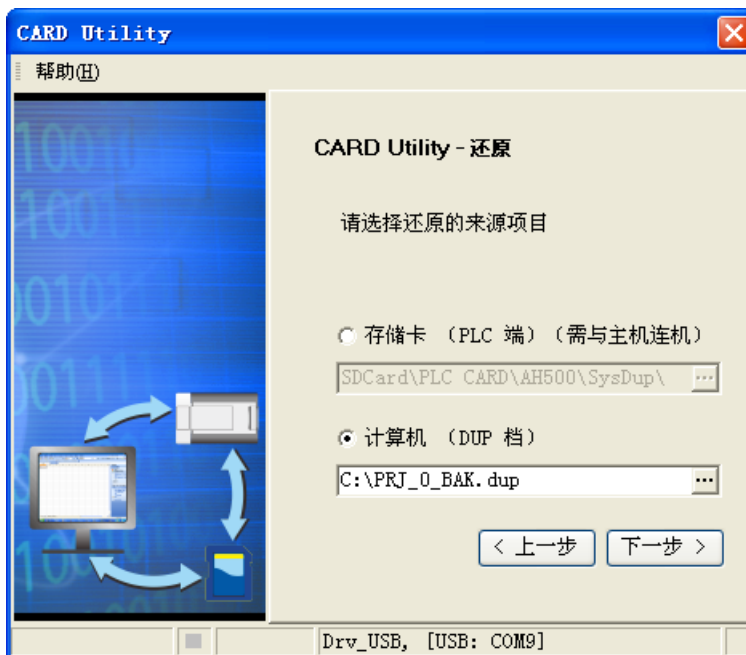 CARD Utility
帮助(H)
CARD Utility - 还原
请选择还原的来源项目
存储卡 （PLC 端）（需与主机连机）
SDCard\PLC CARD\AH500\SysDup\ ...
计算机 （DUP 档）
C:\PRJ_0_BAK.dup ...
< 上一步 下一步 >
Drv_USB, [USB: COM9]